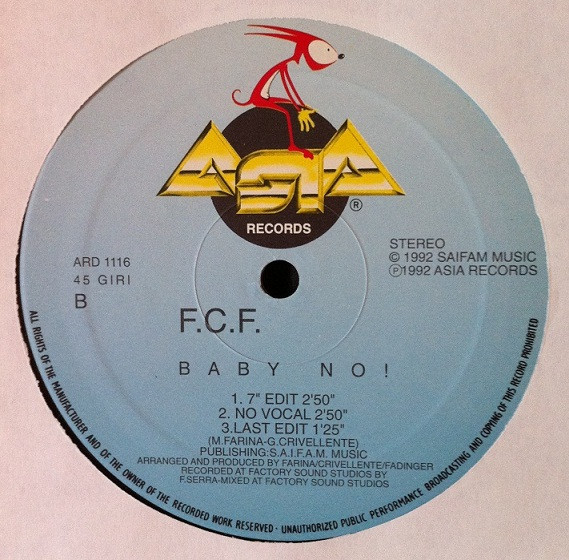 ASIA
®
RECORDS
ARD 1116
45 GIRI
B
STEREO
© 1992 SAIFAM MUSIC
℗1992 ASIA RECORDS
F.C.F.
BABY NO!
1. 7" EDIT 2'50"
2. NO VOCAL 2'50"
3.LAST EDIT 1'25"
(M.FARINA-G.CRIVELLENTE)
PUBLISHING:S.A.I.F.A.M. MUSIC
ARRANGED AND PRODUCED BY FARINA/CRIVELLENTE/FADINGER
RECORDED AT FACTORY SOUND STUDIOS BY
F.SERRA-MIXED AT FACTORY SOUND STUDIOS
ALL RIGHTS OF THE MANUFACTURER AND OF THE OWNER OF THE RECORDED WORK RESERVED · UNAUTHORIZED PUBLIC PERFORMANCE BROADCASTING AND COPYING OF THIS RECORD PROHIBITED